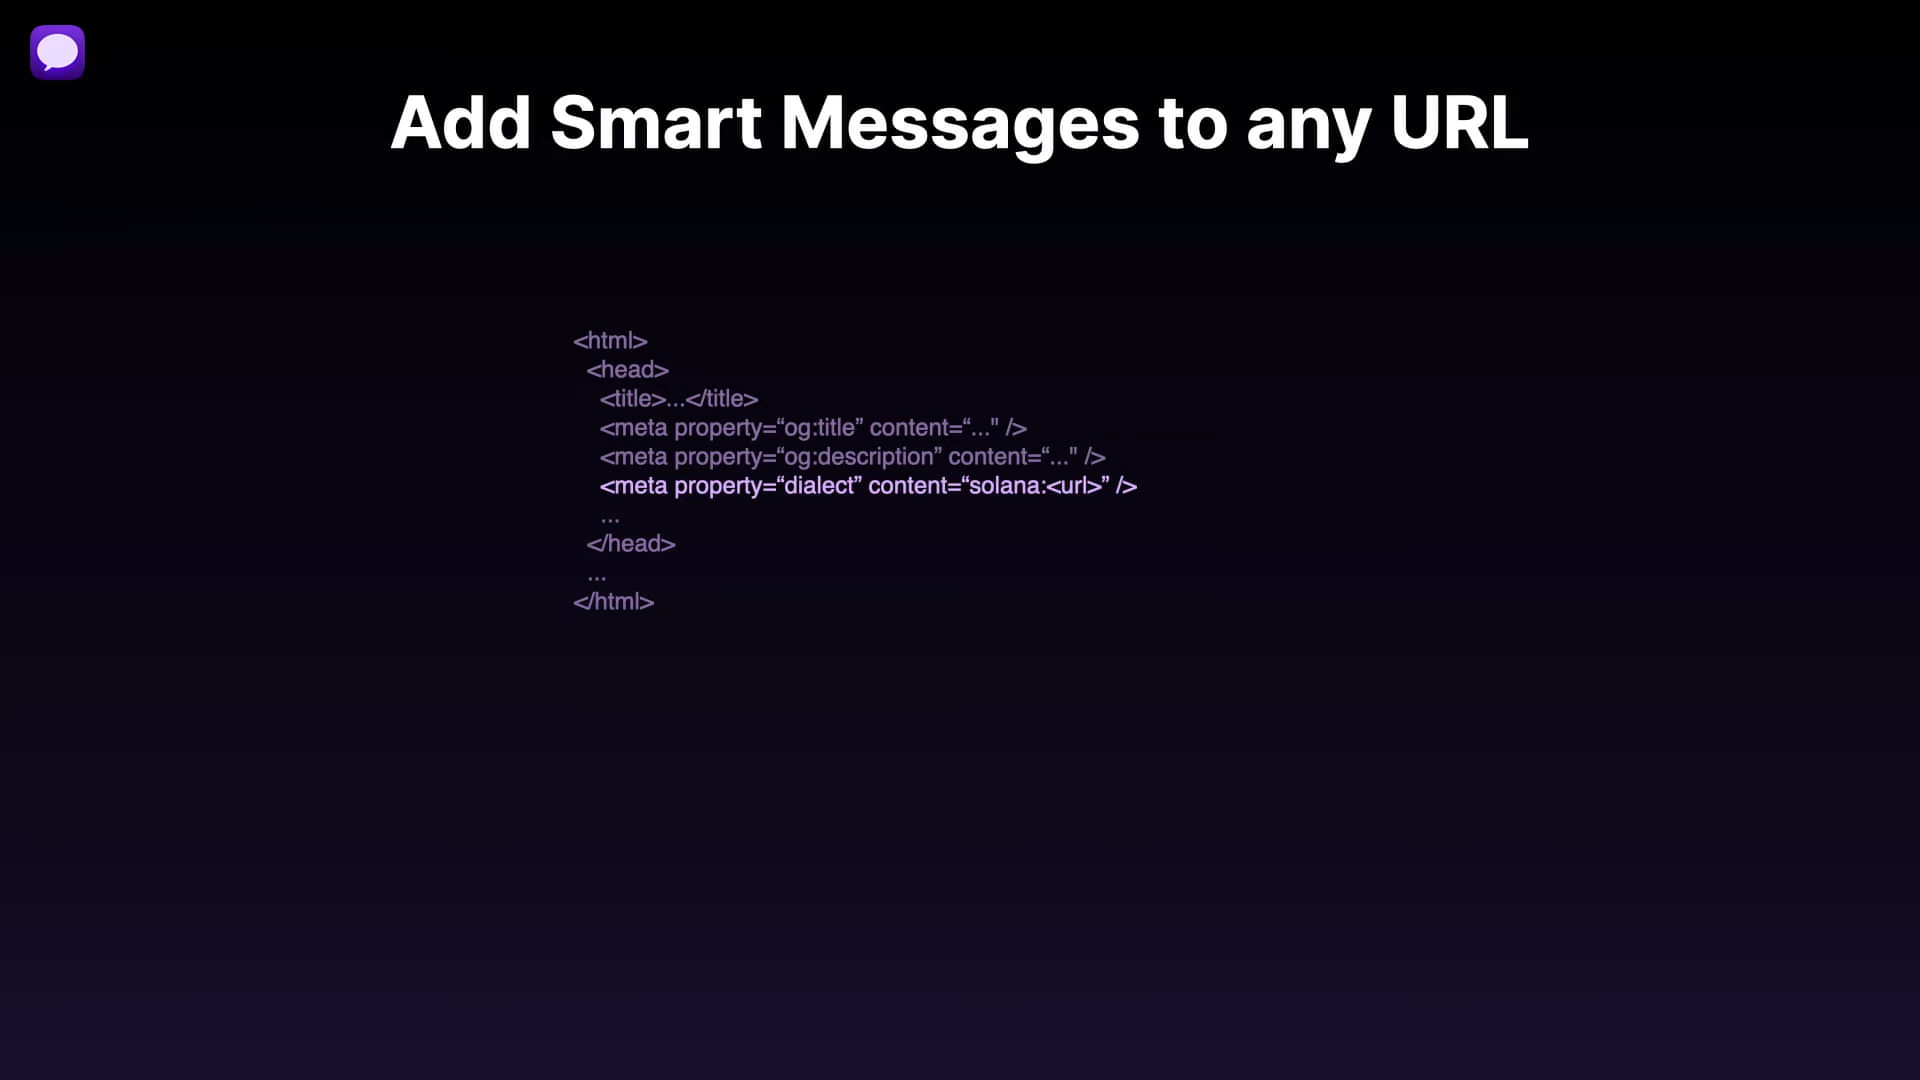 Add Smart Messages to any URL
<html>
<head>
<title>...</title>
<meta property=“og:title” content=“..." />
<meta property=“og:description” content=“..." />
<meta property=“dialect” content=“solana:<url>” />
...
</head>
...
</html>